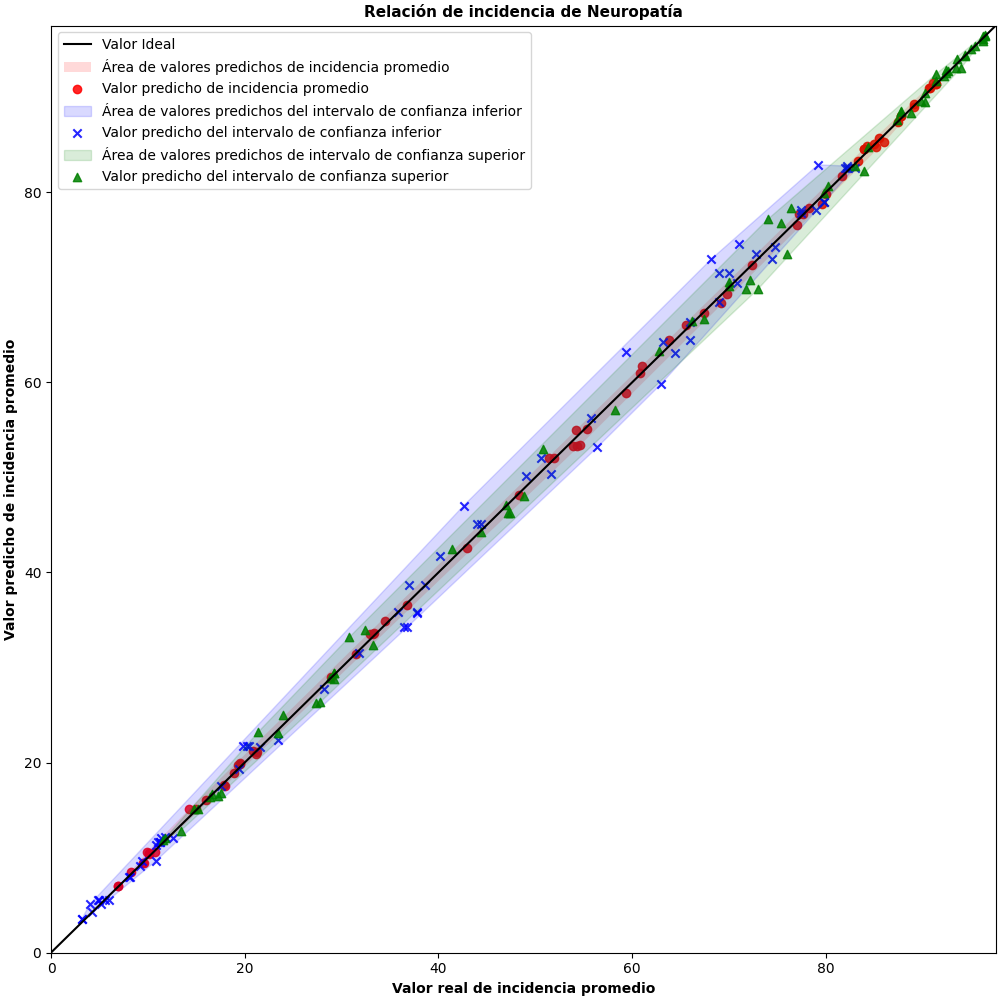 Relación de incidencia de Neuropatía
Valor Ideal
Área de valores predichos de incidencia promedio
Valor predicho de incidencia promedio
Área de valores predichos del intervalo de confianza inferior
Valor predicho del intervalo de confianza inferior
Área de valores predichos de intervalo de confianza superior
Valor predicho del intervalo de confianza superior
Valor predicho de incidencia promedio
80
60
40
20
0
0 20 40 60 80
Valor real de incidencia promedio